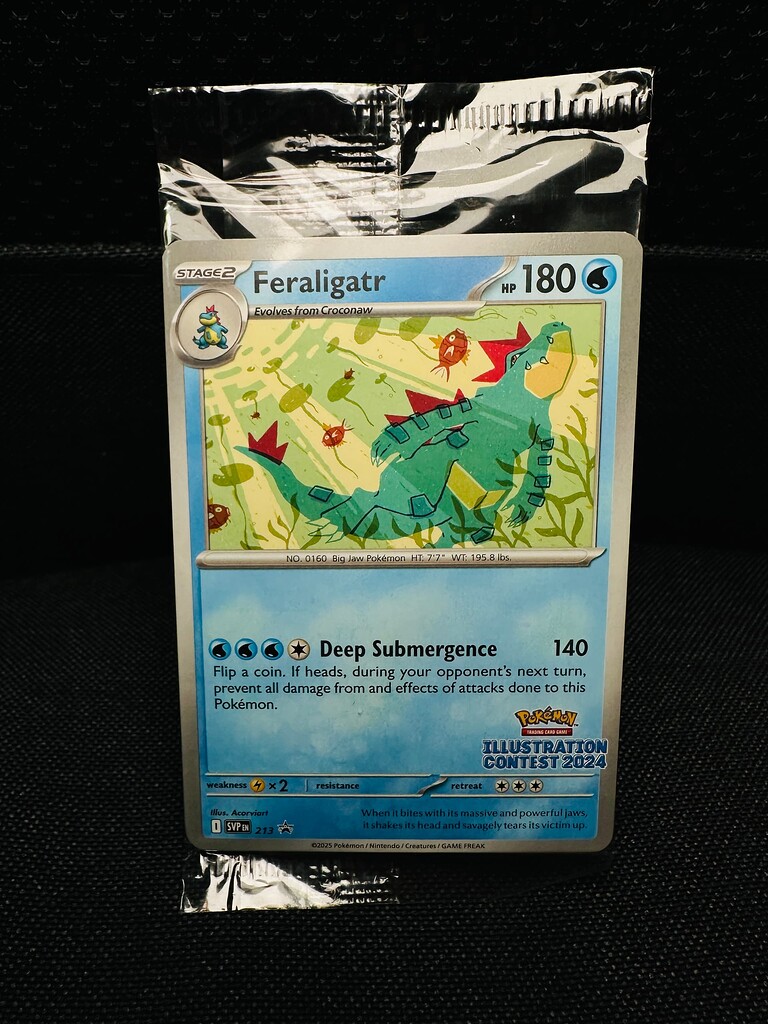 STAGE2 Feraligatr HP 180
Evolves from Croconaw
NO. 0160 Big Jaw Pokémon HT: 7'7" WT: 195.8 lbs.
Deep Submergence 140
Flip a coin. If heads, during your opponent's next turn,
prevent all damage from and effects of attacks done to this
Pokémon.
POKÉMON
TRADING CARD GAME
ILLUSTRATION
CONTEST 2024
weakness ×2 resistance retreat
Illus. Acorviart
When it bites with its massive and powerful jaws,
it shakes its head and savagely tears its victim up.
I SVP EN 213
©2025 Pokémon / Nintendo / Creatures / GAME FREAK